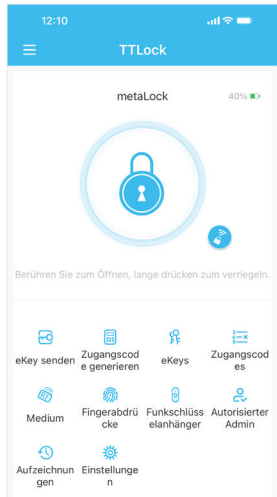 12:10
TTLock
metaLock 40%
Berühren Sie zum Öffnen, lange drücken zum verriegeln.
eKey senden
Zugangscod
e generieren
eKeys
Zugangscod
es
Medium
Fingerabdrü
cke
Funkschlüss
elanhänger
Autorisierter
Admin
Aufzeichnun
gen
Einstellunge
n